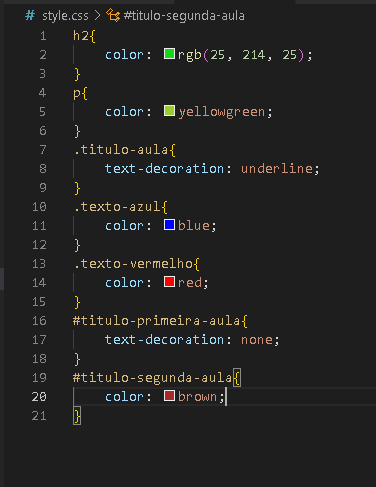 # style.css > #titulo-segunda-aula
1 h2{
2     color: rgb(25, 214, 25);
3 }
4 p{
5     color: yellowgreen;
6 }
7 .titulo-aula{
8     text-decoration: underline;
9 }
10 .texto-azul{
11     color: blue;
12 }
13 .texto-vermelho{
14     color: red;
15 }
16 #titulo-primeira-aula{
17     text-decoration: none;
18 }
19 #titulo-segunda-aula{
20     color: brown;
21 }